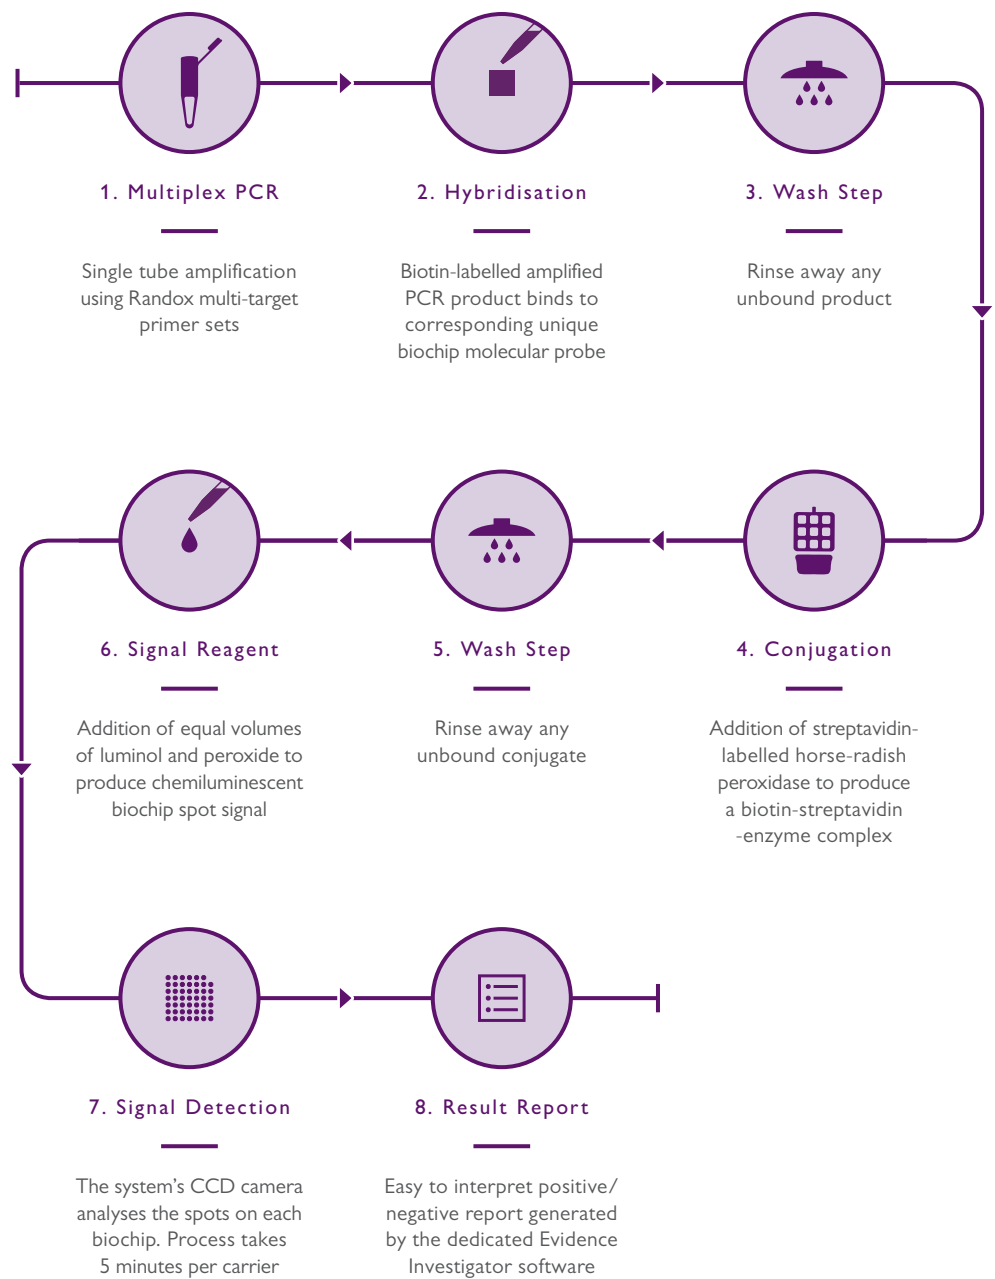 1. Multiplex PCR
Single tube amplification
using Randox multi-target
primer sets
2. Hybridisation
Biotin-labelled amplified
PCR product binds to
corresponding unique
biochip molecular probe
3. Wash Step
Rinse away any
unbound product
4. Conjugation
Addition of streptavidin-
labelled horse-radish
peroxidase to produce
a biotin-streptavidin
-enzyme complex
5. Wash Step
Rinse away any
unbound conjugate
6. Signal Reagent
Addition of equal volumes
of luminol and peroxide to
produce chemiluminescent
biochip spot signal
7. Signal Detection
The system's CCD camera
analyses the spots on each
biochip. Process takes
5 minutes per carrier
8. Result Report
Easy to interpret positive/
negative report generated
by the dedicated Evidence
Investigator software